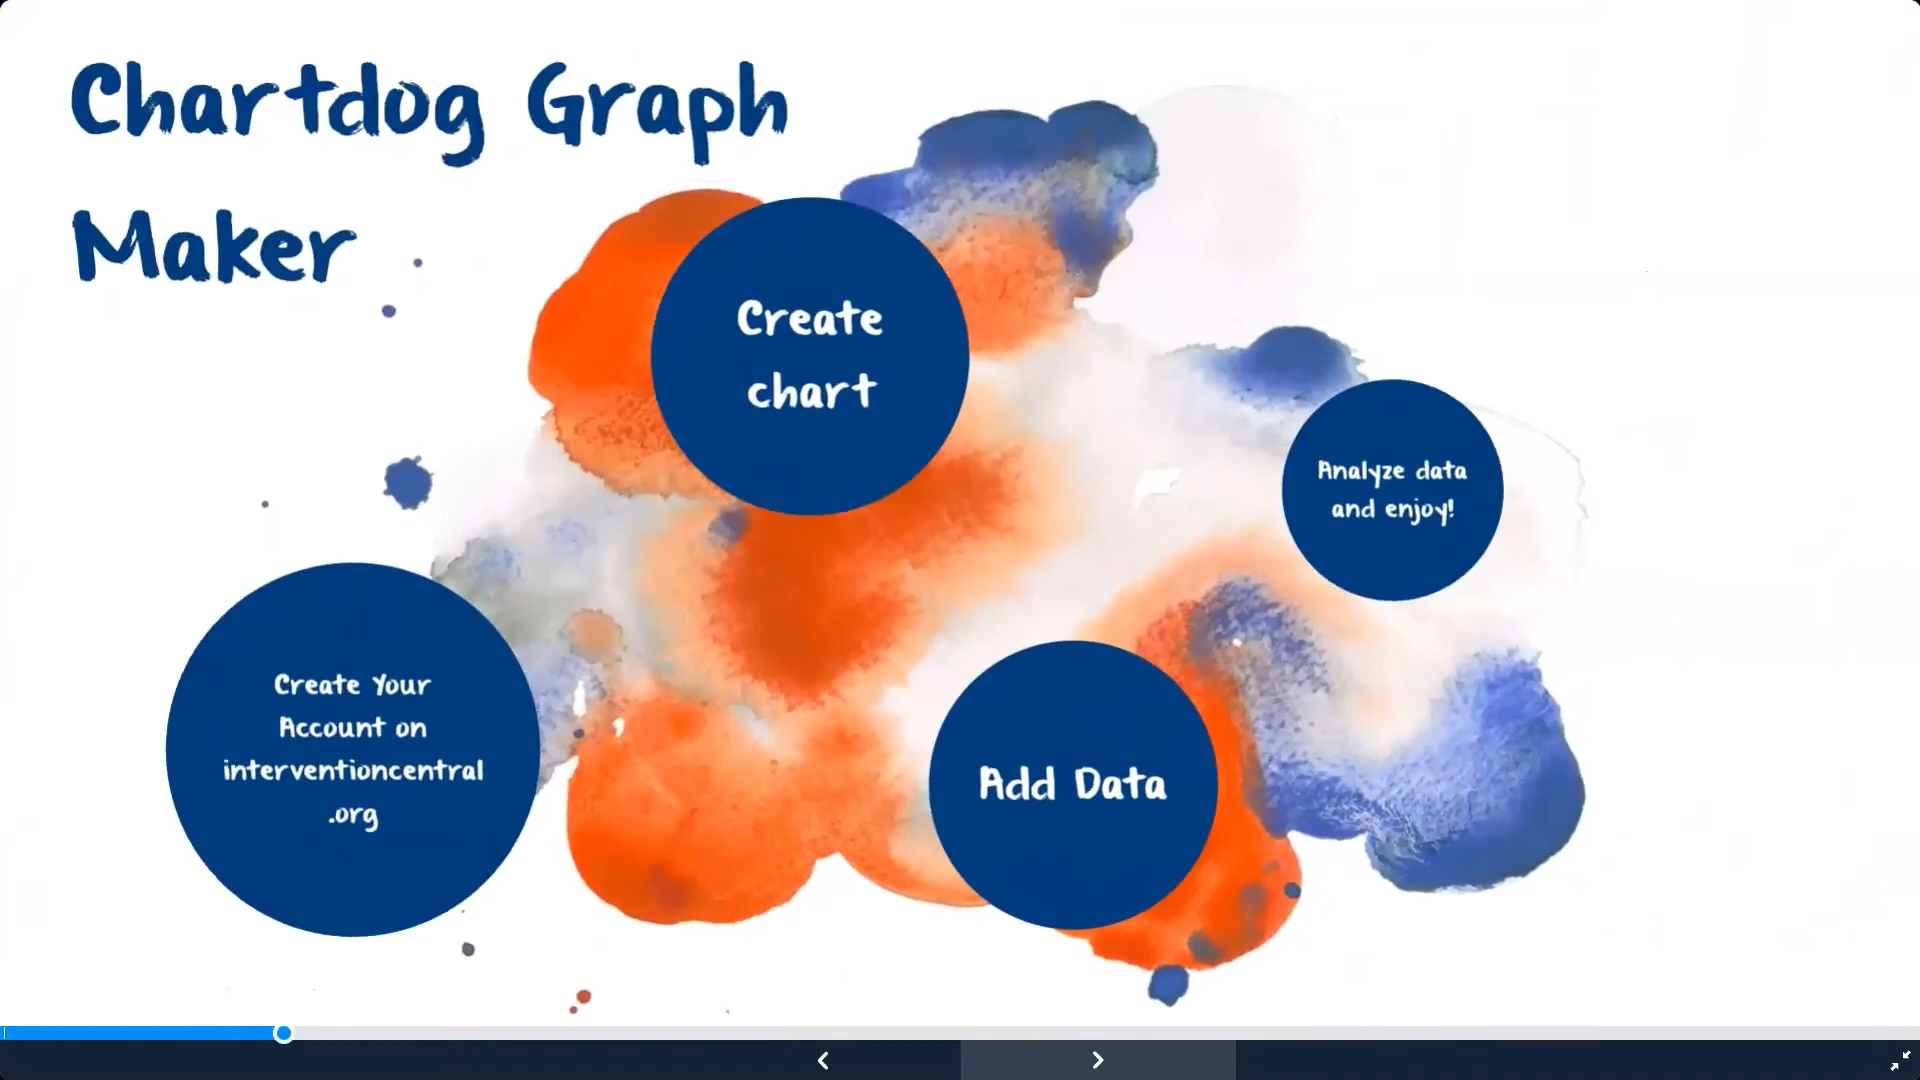 Chartdog Graph
Maker
Create
chart
Analyze data
and enjoy!
Create Your
Account on
interventioncentral
.org
Add Data